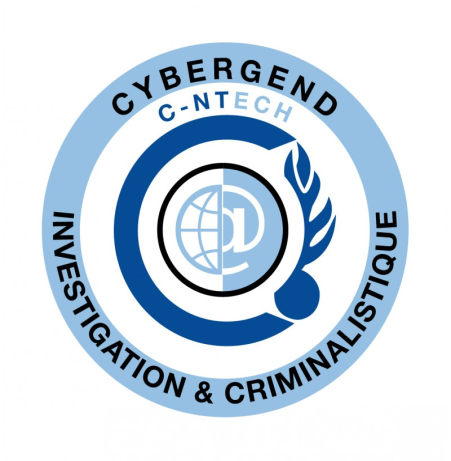 CYBERGEND
C-NTECH
@
INVESTIGATION & CRIMINALISTIQUE